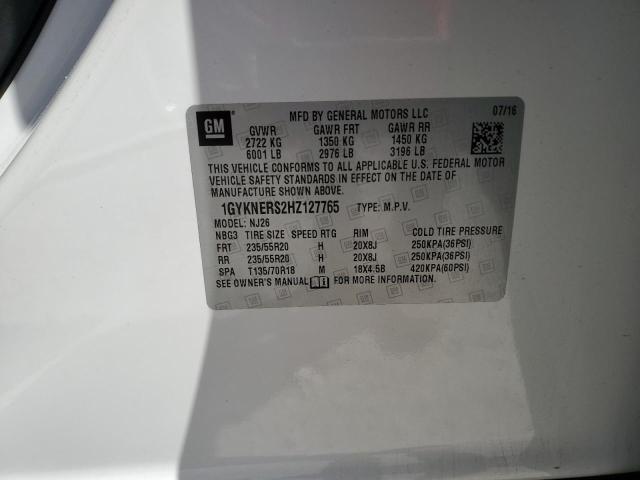 MFD BY GENERAL MOTORS LLC 07/16
GM GVWR GAWR FRT GAWR RR
2722 KG 1350 KG 1450 KG
6001 LB 2976 LB 3196 LB
THIS VEHICLE CONFORMS TO ALL APPLICABLE U.S. FEDERAL MOTOR
VEHICLE SAFETY STANDARDS IN EFFECT ON THE DATE OF
MANUFACTURE SHOWN ABOVE.
1GYKNERS2HZ127765 TYPE: M.P.V.
MODEL: NJ26
NBG3 TIRE SIZE SPEED RTG RIM COLD TIRE PRESSURE
FRT 235/55R20 H 20X8J 250KPA(36PSI)
RR 235/55R20 H 20X8J 250KPA(36PSI)
SPA T135/70R18 M 18X4.5B 420KPA(60PSI)
SEE OWNER'S MANUAL FOR MORE INFORMATION.